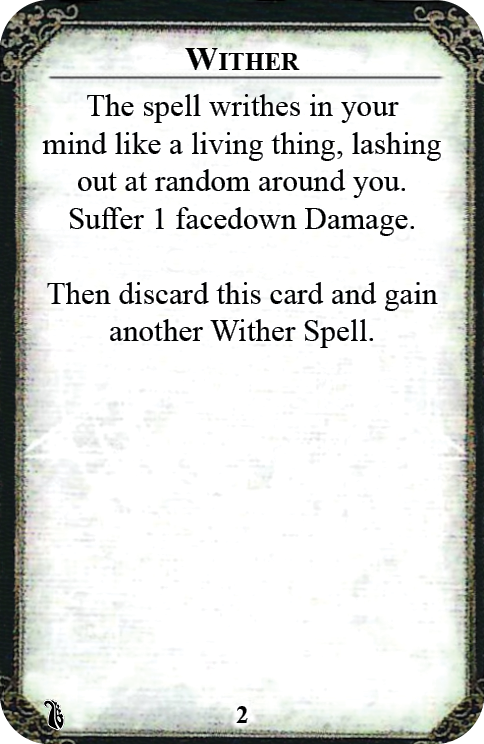 WITHER
The spell writhes in your
mind like a living thing, lashing
out at random around you.
Suffer 1 facedown Damage.
Then discard this card and gain
another Wither Spell.
2